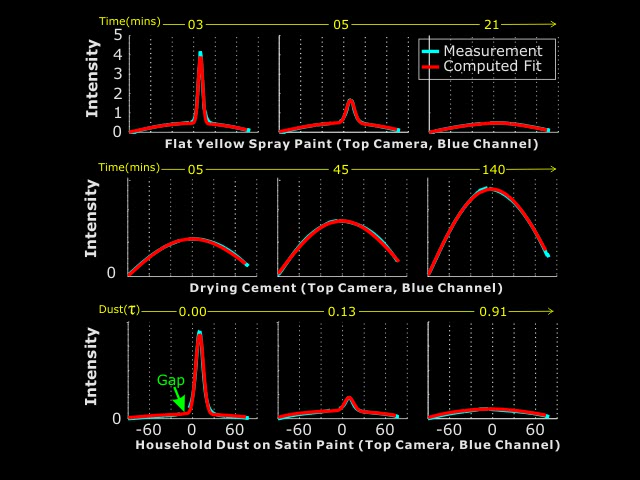 Time(mins) 03 05 21
5
4
3
2
1
0
Intensity
Measurement
Computed Fit
Flat Yellow Spray Paint (Top Camera, Blue Channel)
Time(mins) 05 45 140
Intensity
0
Drying Cement (Top Camera, Blue Channel)
Dust(τ) 0.00 0.13 0.91
Intensity
Gap
0
-60 0 60 -60 0 60 -60 0 60
Household Dust on Satin Paint (Top Camera, Blue Channel)